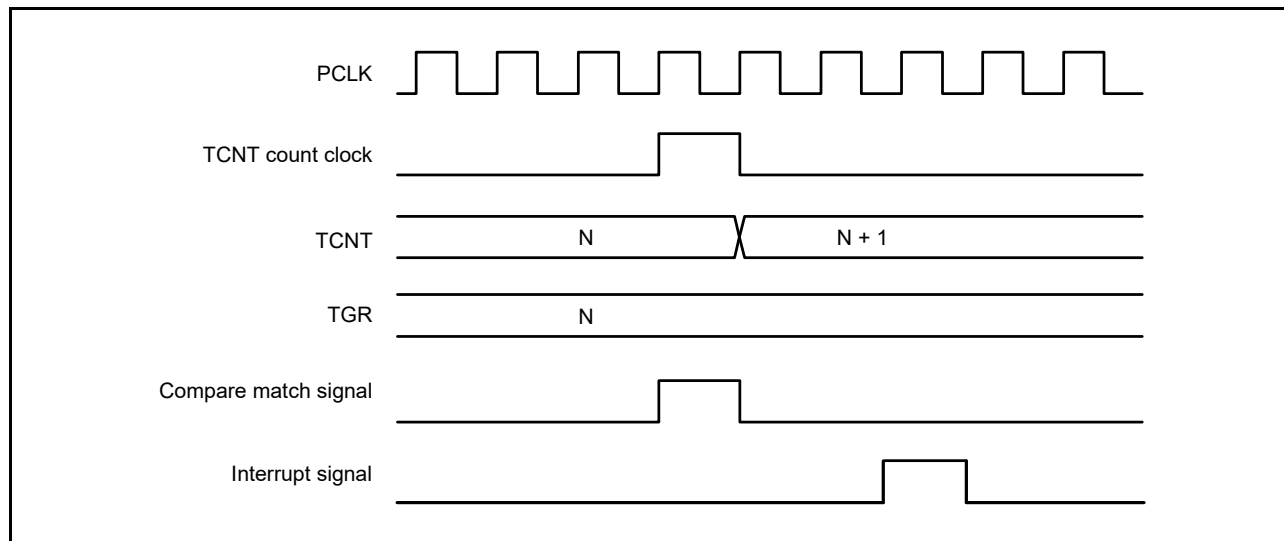 PCLK
TCNT count clock
TCNT N N + 1
TGR N
Compare match signal
Interrupt signal